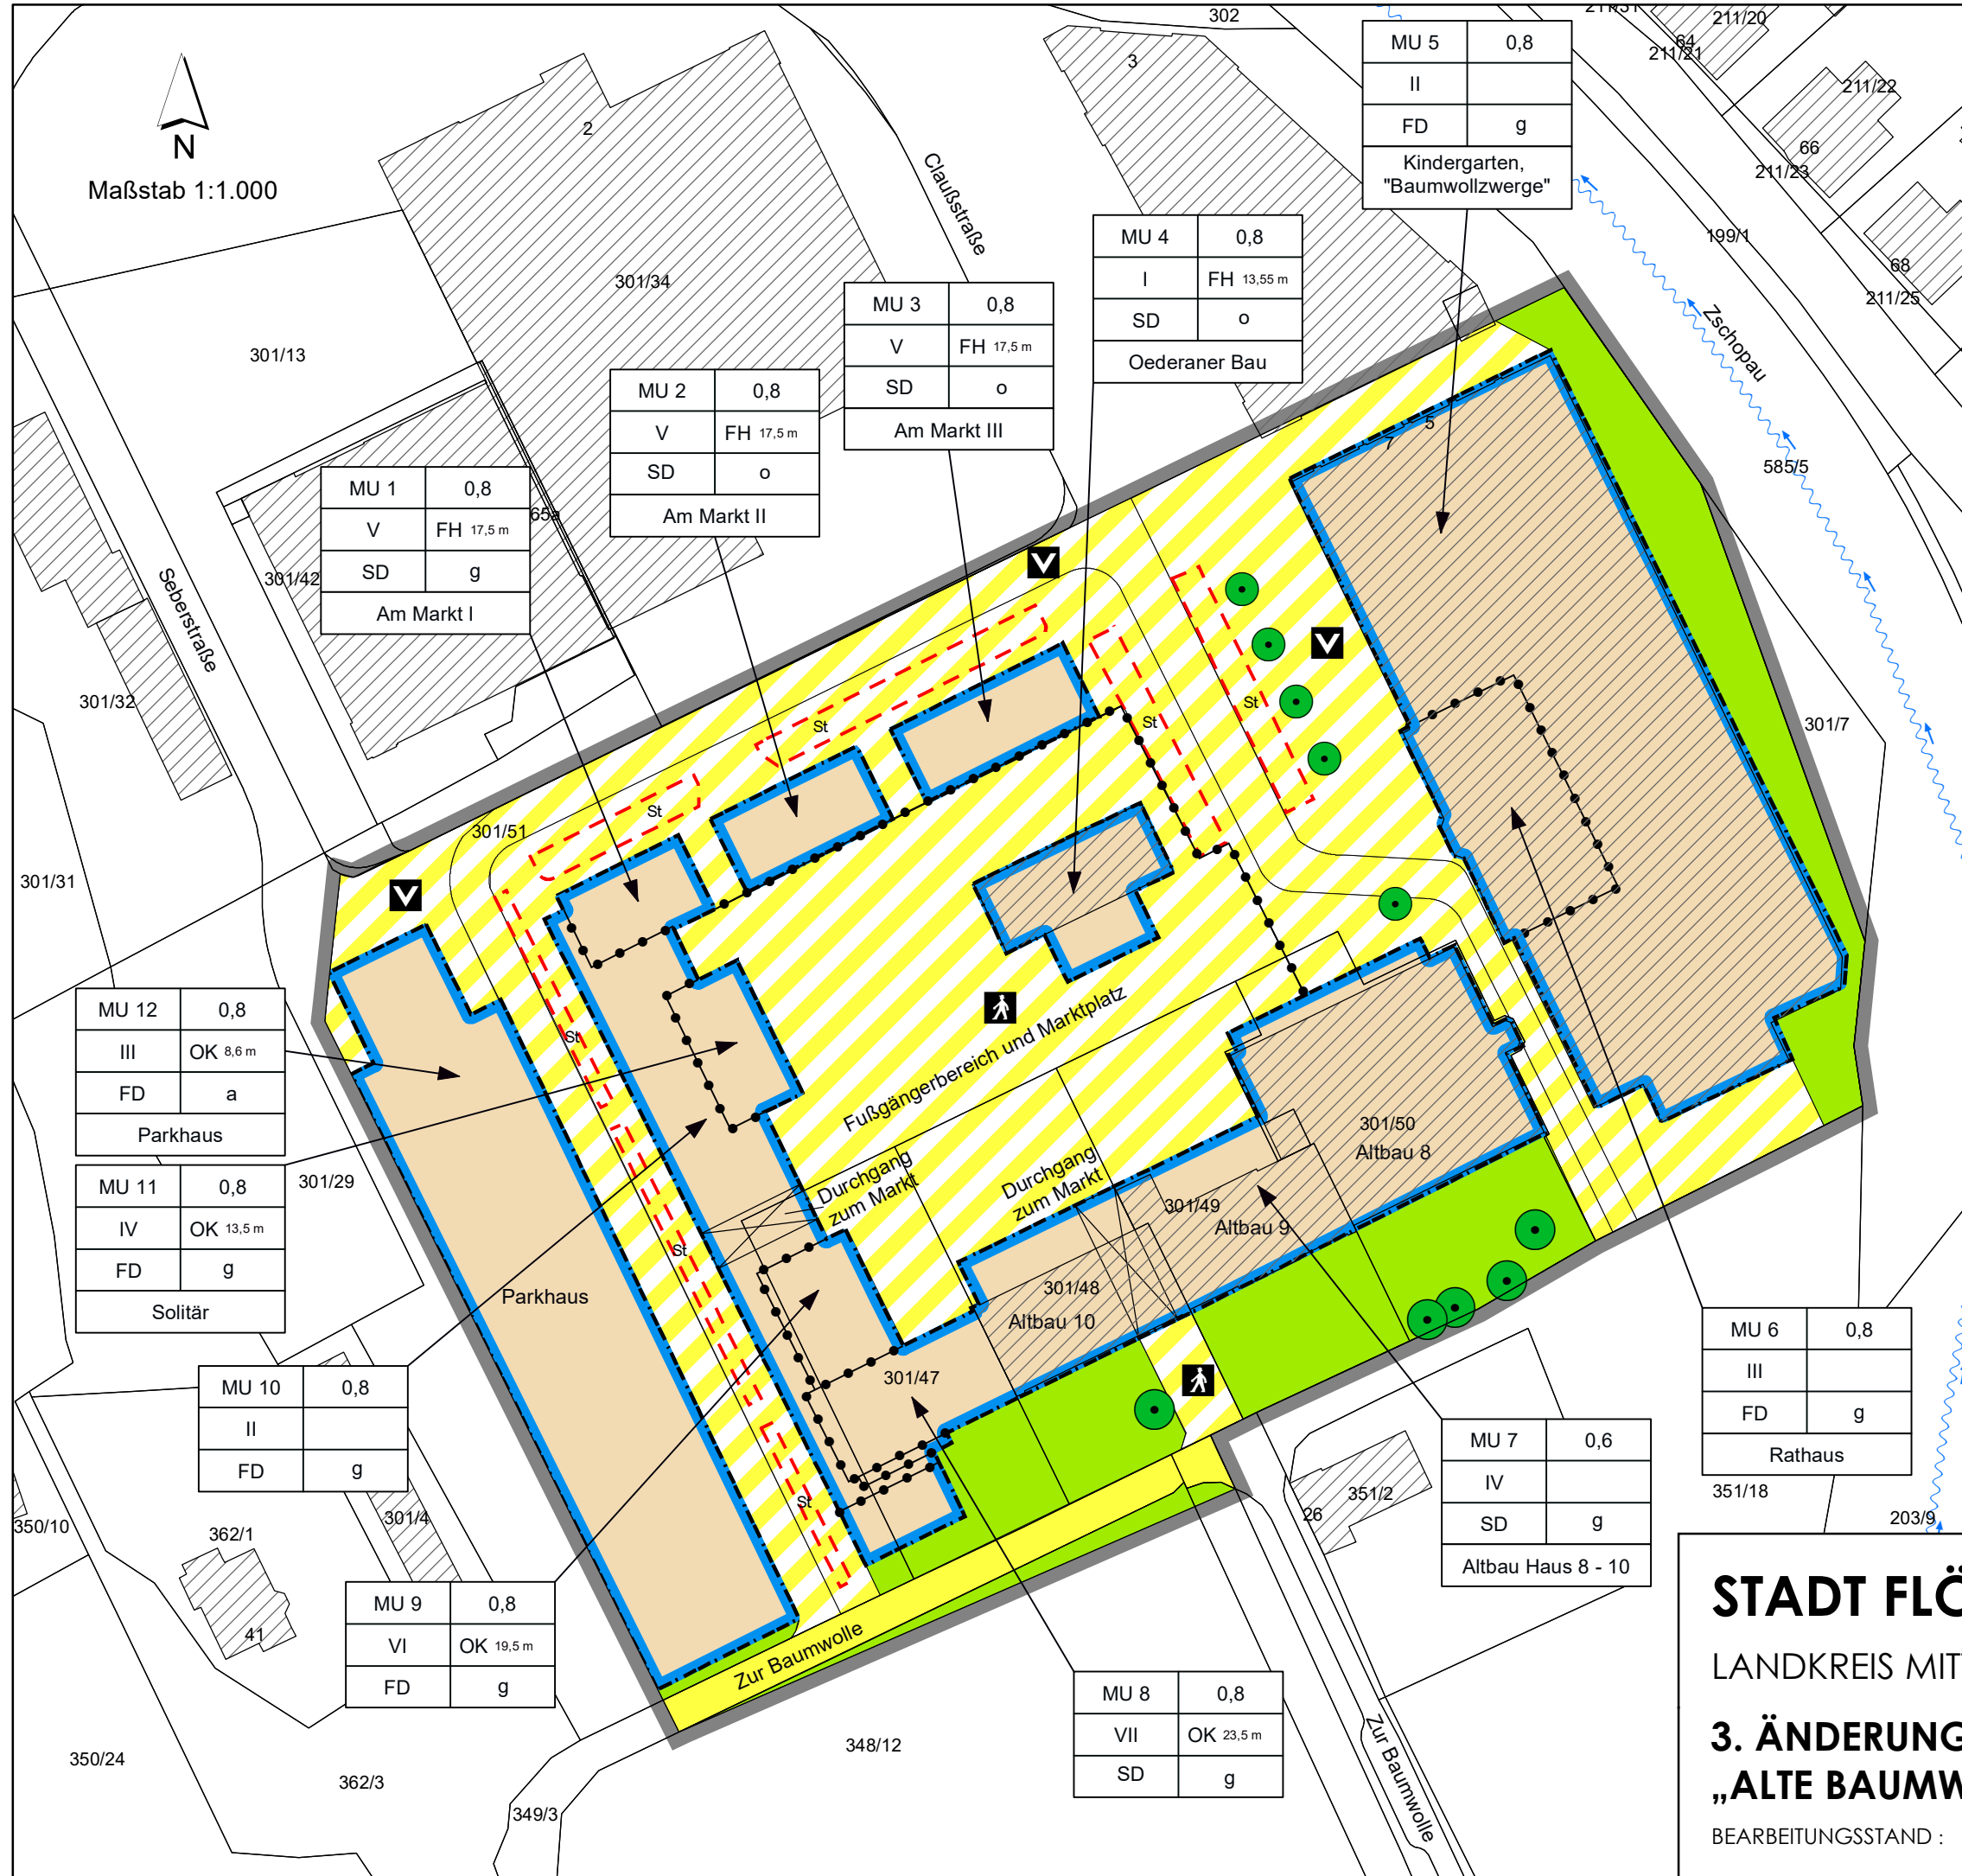 N
Maßstab 1:1.000
302
3
2
301/34
301/13
Claußstraße
211/20
64
211/21
211/22
66
211/23
199/1
68
211/25
Zschopau
585/5
MU 5 0,8
II
FD g
Kindergarten,
"Baumwollzwerge"
MU 4 0,8
I FH 13,55 m
SD o
Oederaner Bau
MU 3 0,8
V FH 17,5 m
SD o
Am Markt III
MU 2 0,8
V FH 17,5 m
SD o
Am Markt II
MU 1 0,8
V FH 17,5 m
SD g
Am Markt I
65a
301/42
Seberstraße
301/32
301/31
301/51
5
7
St
St
St
St
301/7
MU 12 0,8
III OK 8,6 m
FD a
Parkhaus
MU 11 0,8
IV OK 13,5 m
FD g
Solitär
301/29
St
St
St
Fußgängerbereich und Marktplatz
Durchgang
zum Markt
Durchgang
zum Markt
301/50
Altbau 8
301/49
Altbau 9
301/48
Altbau 10
301/47
Parkhaus
MU 10 0,8
II
FD g
MU 9 0,8
VI OK 19,5 m
FD g
MU 8 0,8
VII OK 23,5 m
SD g
MU 7 0,6
IV
SD g
Altbau Haus 8 - 10
MU 6 0,8
III
FD g
Rathaus
351/18
203/9
351/2
26
350/10
362/1
301/4
41
350/24
362/3
349/3
348/12
Zur Baumwolle
Zur Baumwolle
STADT FLÖ
LANDKREIS MIT
3. ÄNDERUNG
„ALTE BAUMW
BEARBEITUNGSSTAND :